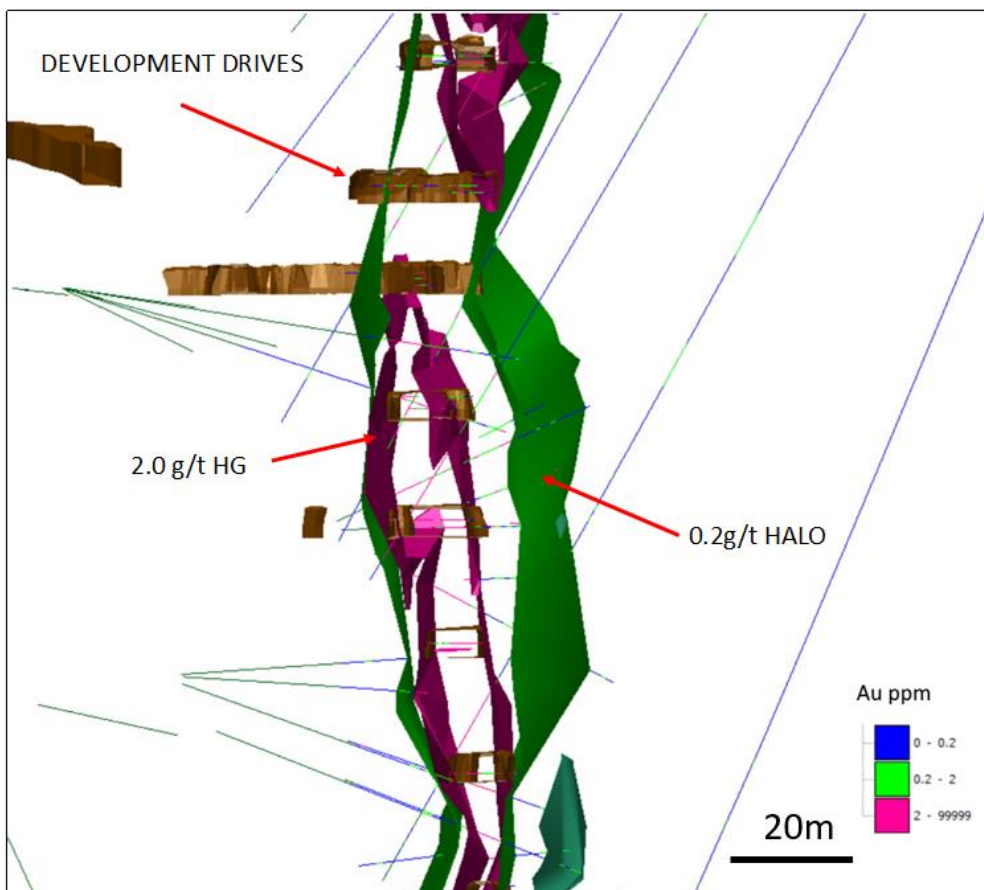 DEVELOPMENT DRIVES
2.0 g/t HG
0.2g/t HALO
Au ppm
0 - 0.2
0.2 - 2
2 - 99999
20m